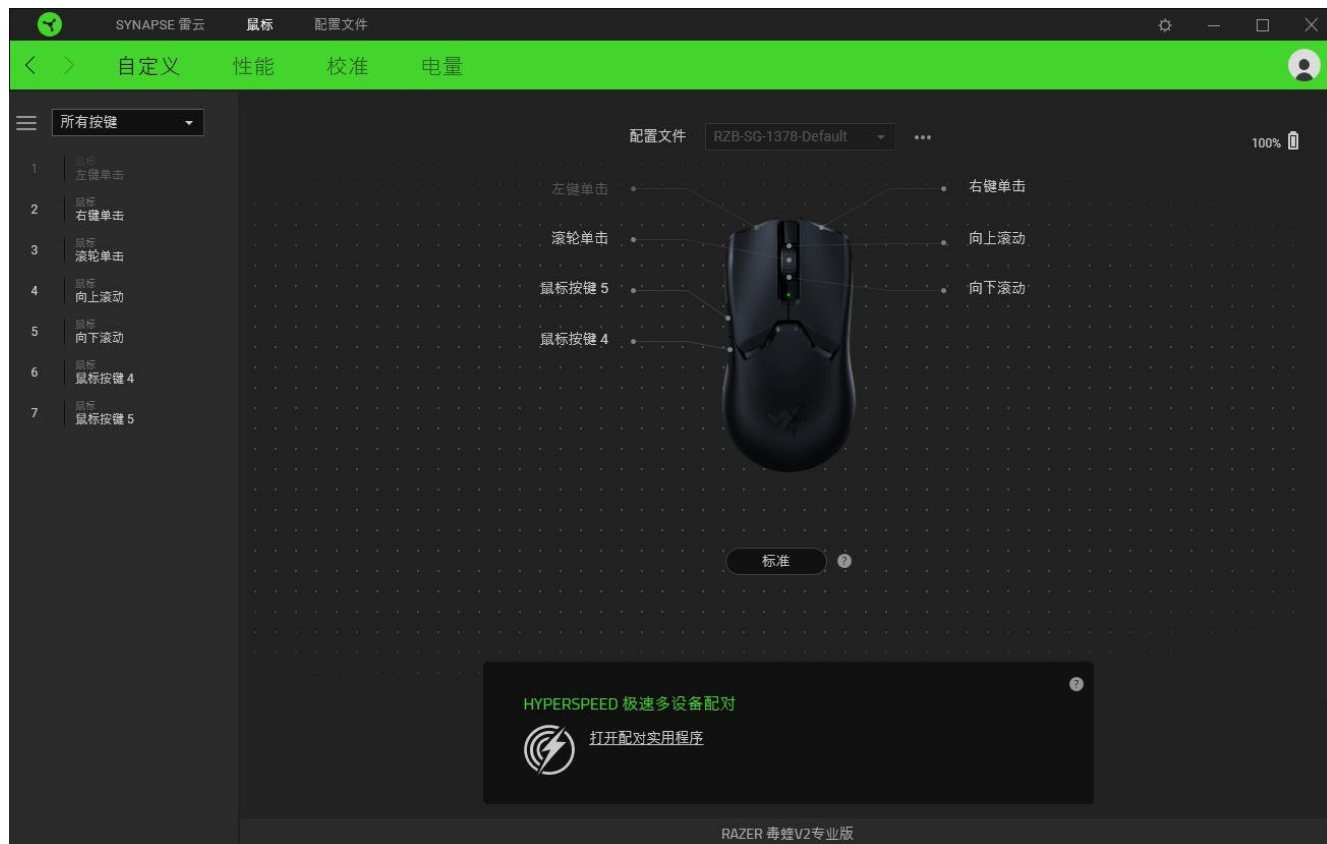 SYNAPSE 雷云 鼠标 配置文件
自定义 性能 校准 电量
所有按键
配置文件 RZB-SG-1378-Default
100%
1 鼠标
左键单击
2 鼠标
右键单击
3 鼠标
滚轮单击
4 鼠标
向上滚动
5 鼠标
向下滚动
6 鼠标
鼠标按键 4
7 鼠标
鼠标按键 5
左键单击 右键单击
滚轮单击 向上滚动
鼠标按键 5 向下滚动
鼠标按键 4
标准 ?
?
HYPERSPEED 极速多设备配对
打开配对实用程序
RAZER 毒蝰V2专业版